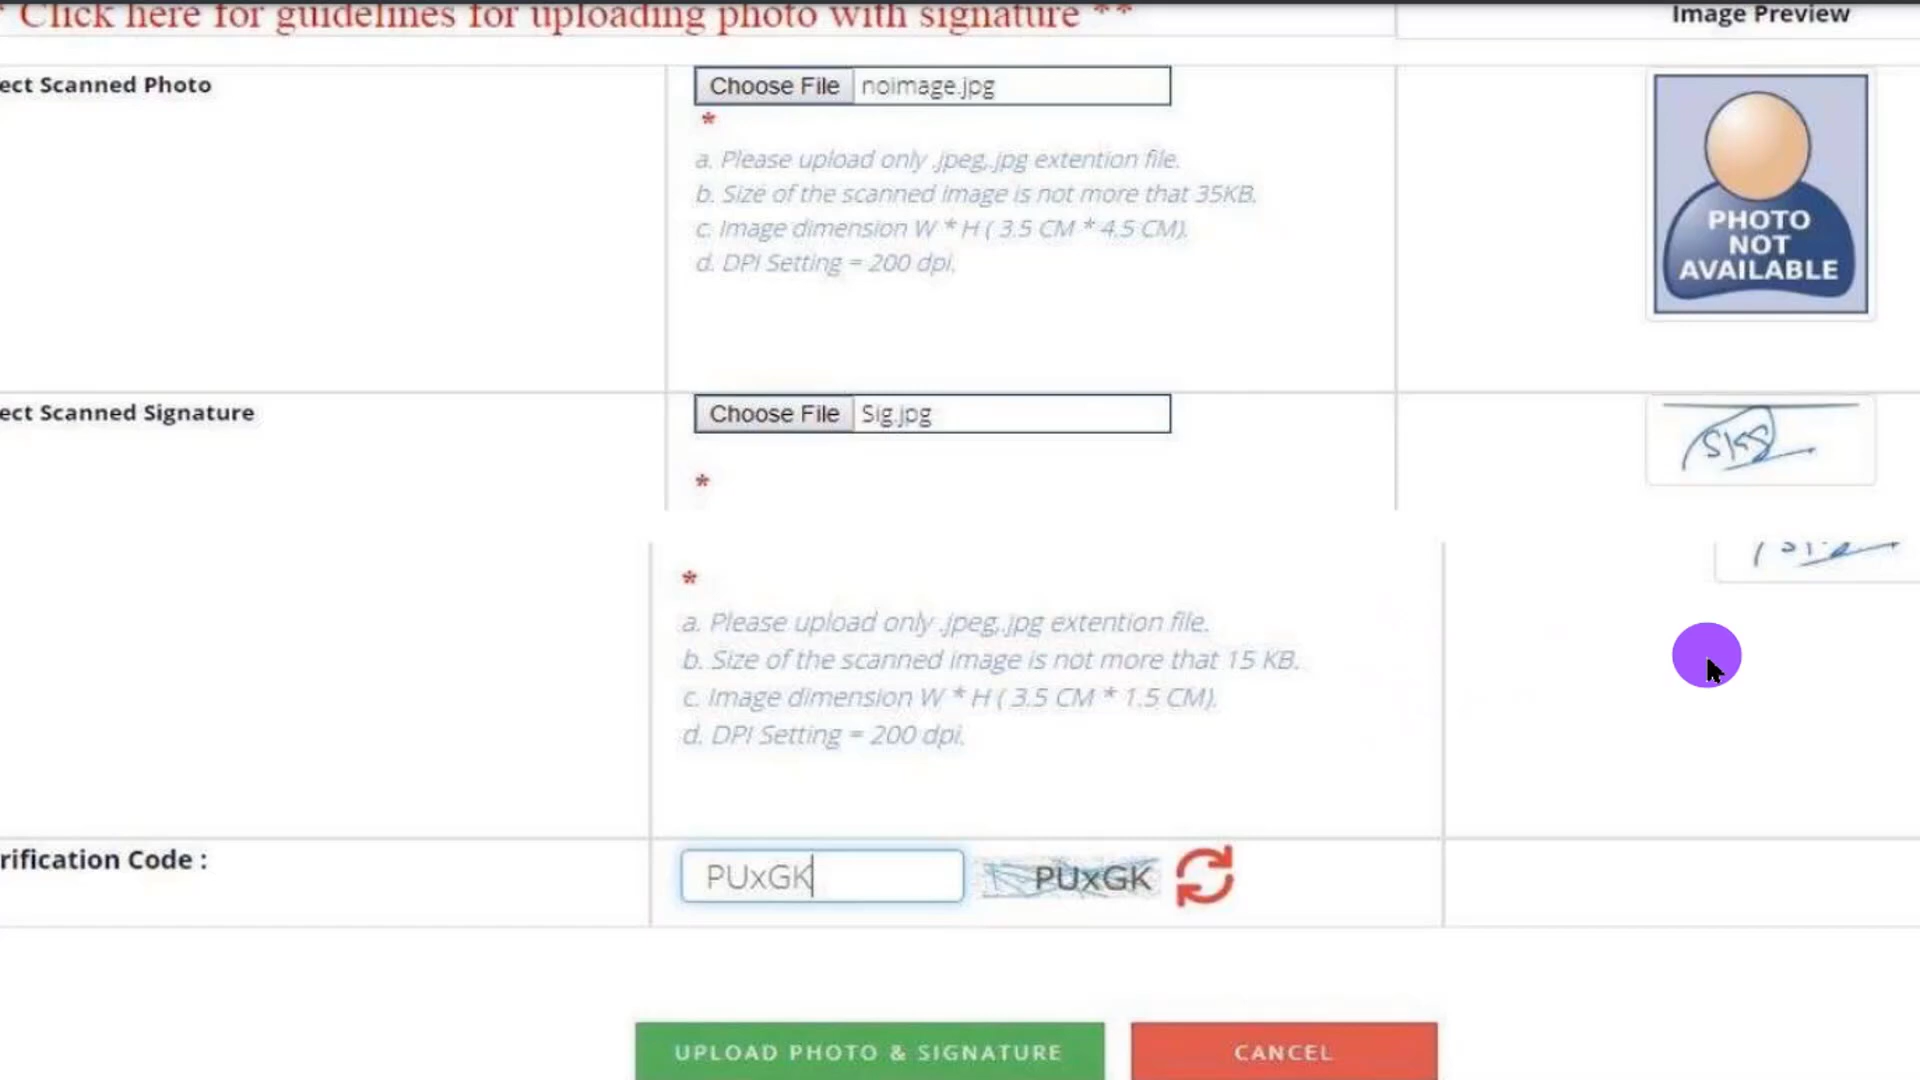 Click here for guidelines for uploading photo with signature **
Image Preview
ect Scanned Photo
Choose File noimage.jpg
*
a. Please upload only .jpeg,.jpg extention file.
b. Size of the scanned image is not more that 35KB.
c. Image dimension W * H ( 3.5 CM * 4.5 CM).
d. DPI Setting = 200 dpi.
PHOTO
NOT
AVAILABLE
ect Scanned Signature
Choose File Sig.jpg
*
*
a. Please upload only .jpeg,.jpg extention file.
b. Size of the scanned image is not more that 15 KB.
c. Image dimension W * H ( 3.5 CM * 1.5 CM).
d. DPI Setting = 200 dpi.
rification Code :
PUxGK
PUxGK
UPLOAD PHOTO & SIGNATURE
CANCEL